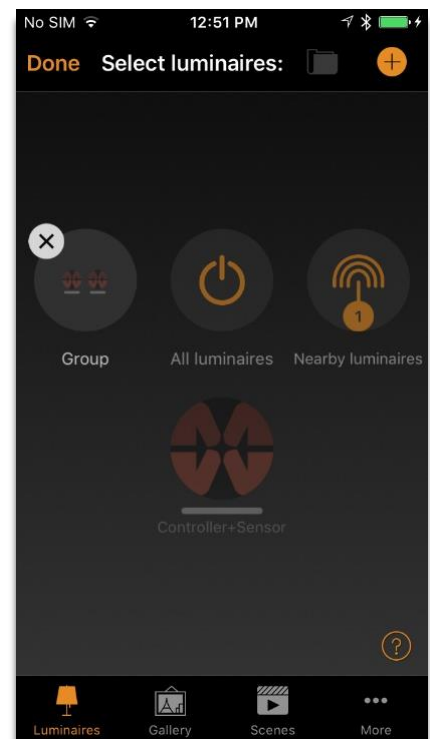 No SIM 12:51 PM
Done Select luminaires:
Group All luminaires Nearby luminaires
1
Controller+Sensor
?
Luminaires Gallery Scenes More